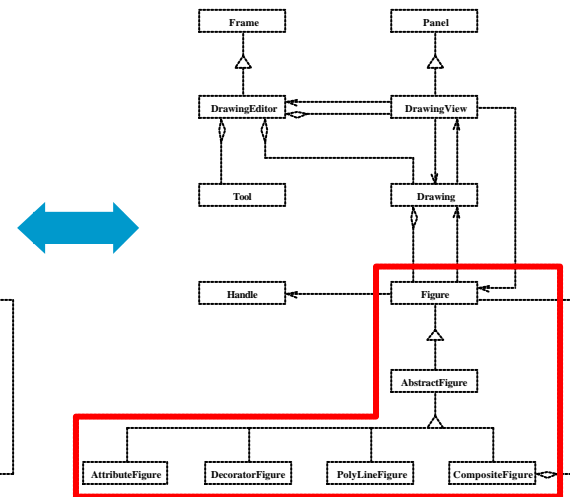 Frame
Panel
DrawingEditor
DrawingView
Tool
Drawing
Handle
Figure
AbstractFigure
AttributeFigure
DecoratorFigure
PolyLineFigure
CompositeFigure